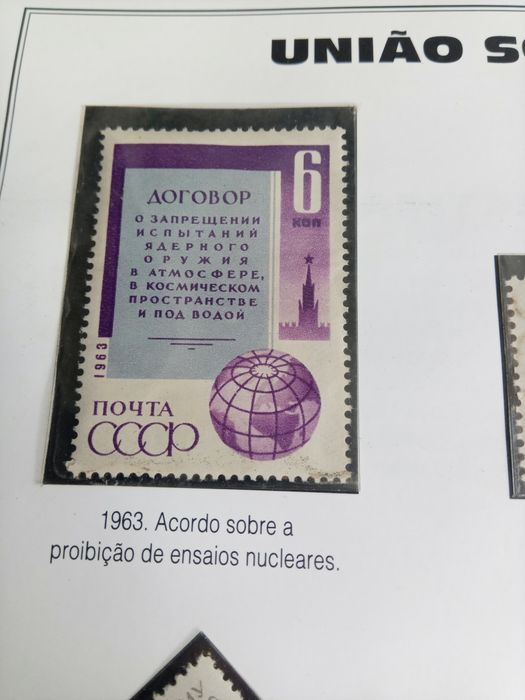 UNIÃO SO
6
КОП
ДОГОВОР
О ЗАПРЕЩЕНИИ
ИСПЫТАНИЙ
ЯДЕРНОГО
ОРУЖИЯ
В АТМОСФЕРЕ,
В КОСМИЧЕСКОМ
ПРОСТРАНСТВЕ
И ПОД ВОДОЙ
1963
ПОЧТА
СССР
1963. Acordo sobre a
proibição de ensaios nucleares.